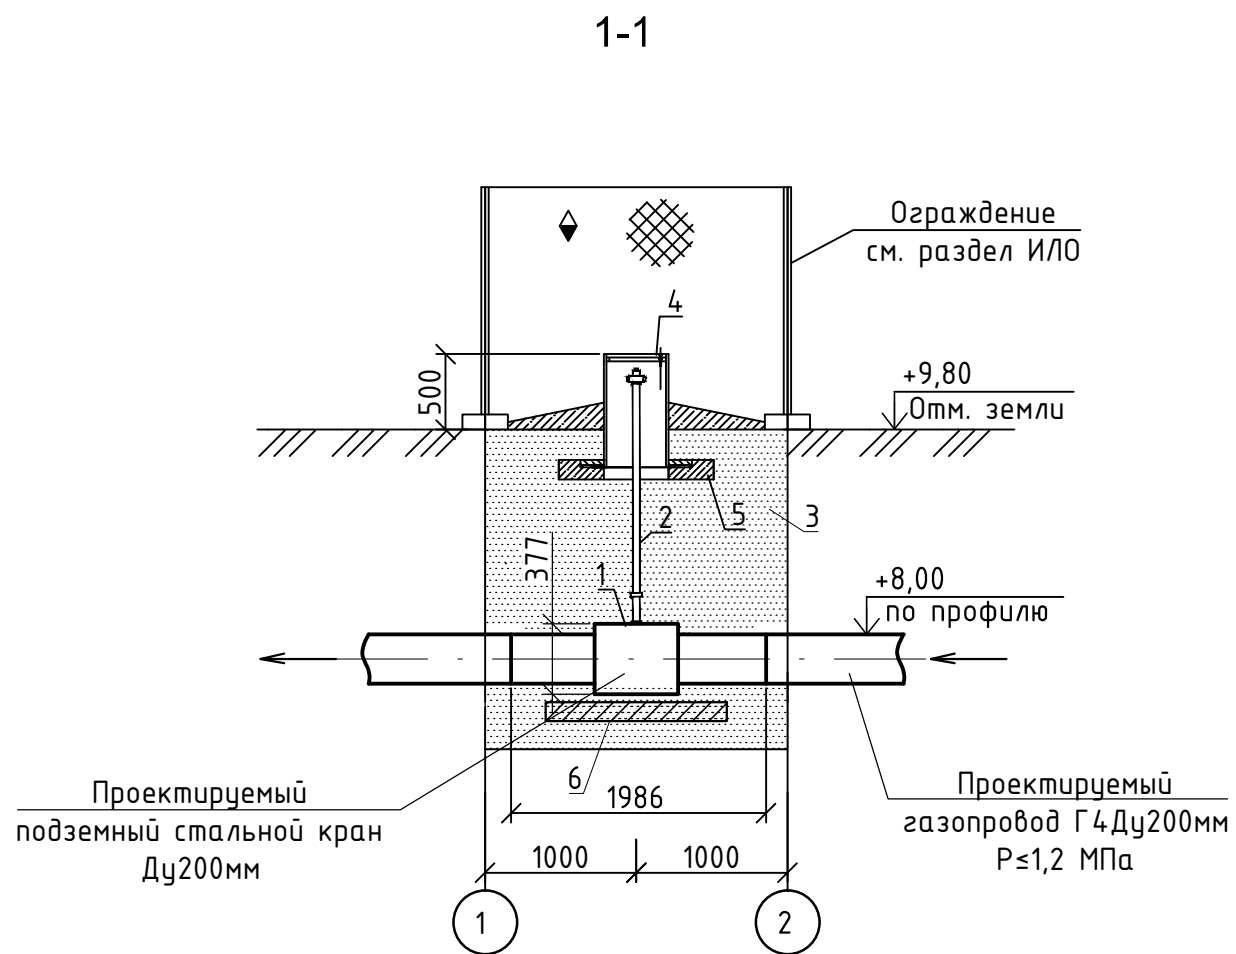 1-1
Ограждение
см. раздел ИЛО
4
500
+9,80
Отм. земли
5
3
2
377
1
+8,00
по профилю
6
1986
Проектируемый
подземный стальной кран
Ду200мм
Проектируемый
газопровод Г4Ду200мм
Р≤1,2 МПа
1000
1000
1
2